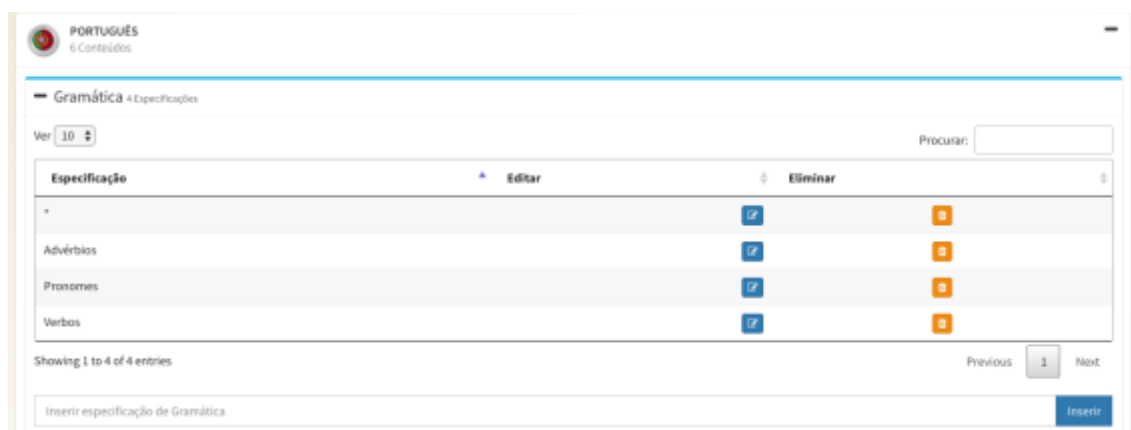 PORTUGUÊS
6 Conteúdos
Gramática 4 Especificações
Ver 10
Procurar:
Especificação Editar Eliminar
*
Advérbios
Pronomes
Verbos
Showing 1 to 4 of 4 entries
Previous 1 Next
Inserir especificação de Gramática
Inserir